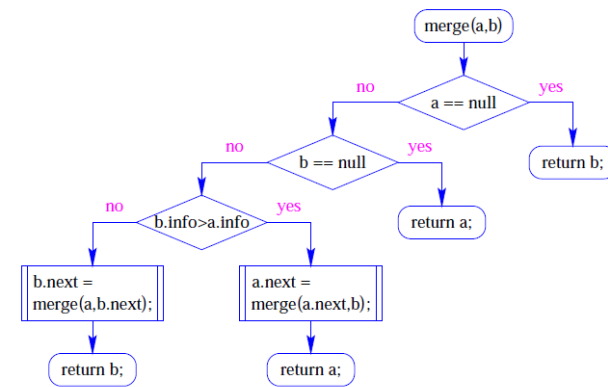 merge(a,b)
no
yes
a == null
no
yes
return b;
b == null
no
yes
return a;
b.info>a.info
b.next =
merge(a,b.next);
a.next =
merge(a.next,b);
return b;
return a;